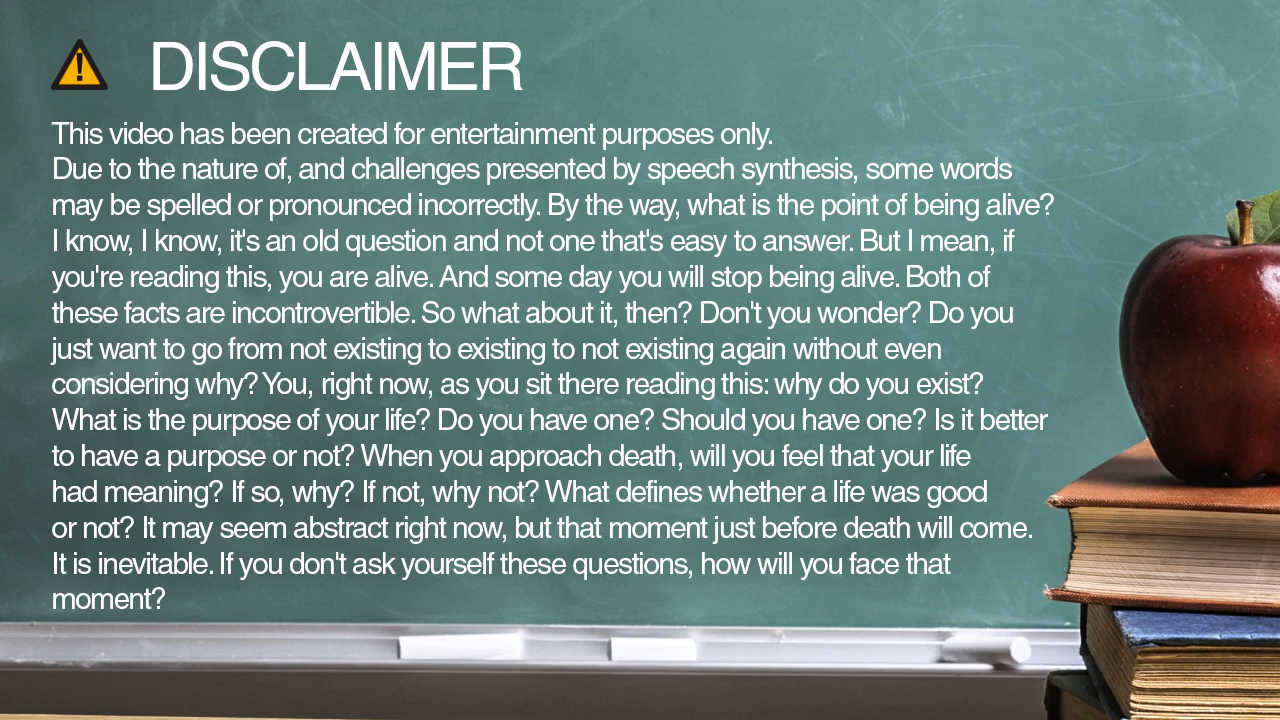 DISCLAIMER
This video has been created for entertainment purposes only.
Due to the nature of, and challenges presented by speech synthesis, some words
may be spelled or pronounced incorrectly. By the way, what is the point of being alive?
I know, I know, it's an old question and not one that's easy to answer. But I mean, if
you're reading this, you are alive. And some day you will stop being alive. Both of
these facts are incontrovertible. So what about it, then? Don't you wonder? Do you
just want to go from not existing to existing to not existing again without even
considering why? You, right now, as you sit there reading this: why do you exist?
What is the purpose of your life? Do you have one? Should you have one? Is it better
to have a purpose or not? When you approach death, will you feel that your life
had meaning? If so, why? If not, why not? What defines whether a life was good
or not? It may seem abstract right now, but that moment just before death will come.
It is inevitable. If you don't ask yourself these questions, how will you face that
moment?